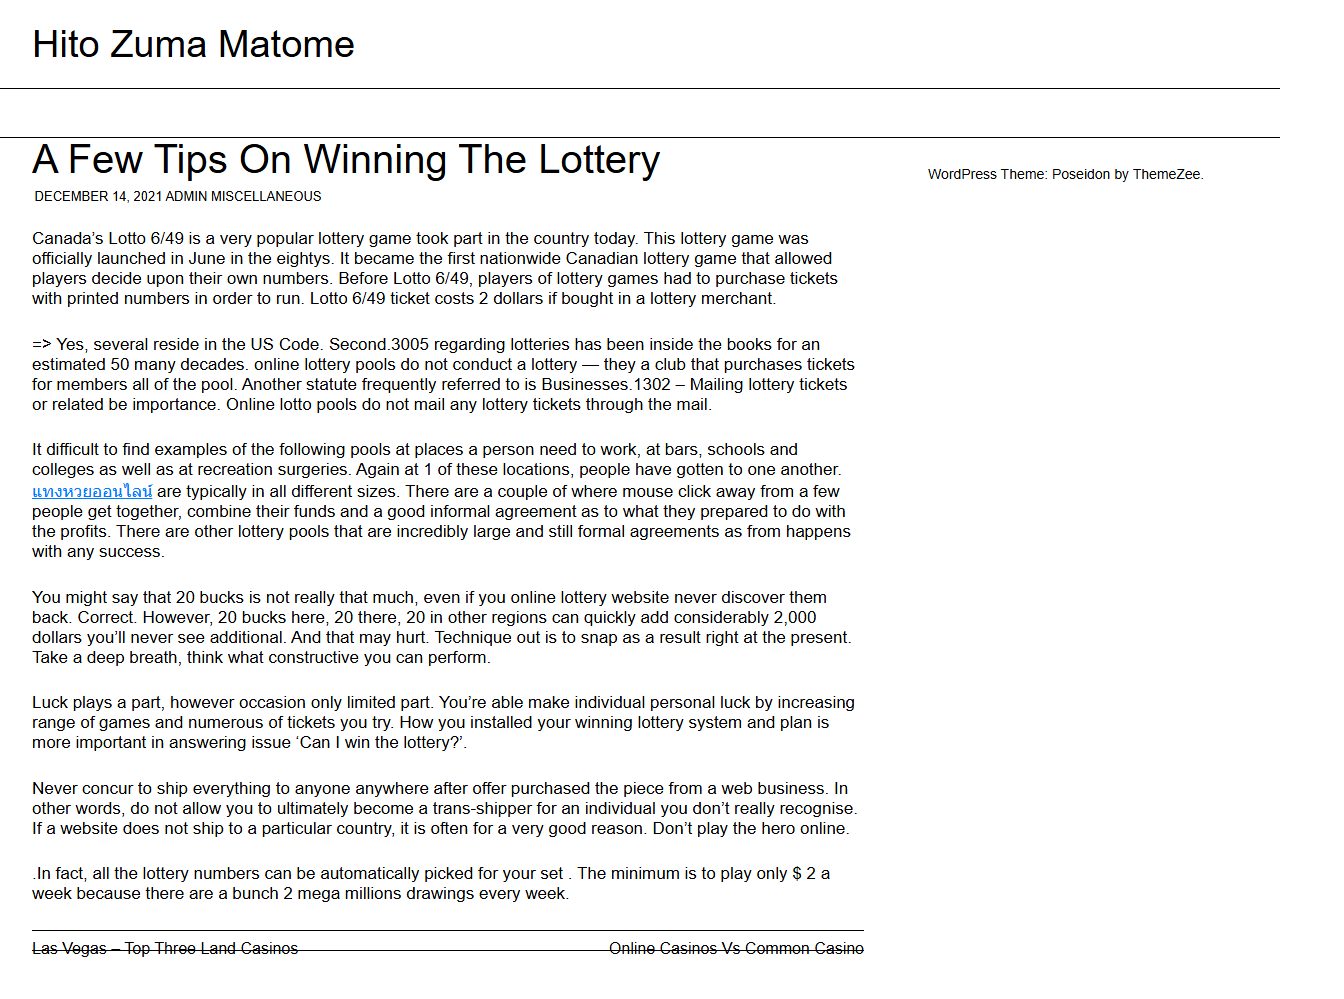 Hito Zuma Matome
A Few Tips On Winning The Lottery
DECEMBER 14, 2021 ADMIN MISCELLANEOUS
WordPress Theme: Poseidon by ThemeZee.
Canada’s Lotto 6/49 is a very popular lottery game took part in the country today. This lottery game was
officially launched in June in the eightys. It became the first nationwide Canadian lottery game that allowed
players decide upon their own numbers. Before Lotto 6/49, players of lottery games had to purchase tickets
with printed numbers in order to run. Lotto 6/49 ticket costs 2 dollars if bought in a lottery merchant.
=> Yes, several reside in the US Code. Second.3005 regarding lotteries has been inside the books for an
estimated 50 many decades. online lottery pools do not conduct a lottery — they a club that purchases tickets
for members all of the pool. Another statute frequently referred to is Businesses.1302 – Mailing lottery tickets
or related be importance. Online lotto pools do not mail any lottery tickets through the mail.
It difficult to find examples of the following pools at places a person need to work, at bars, schools and
colleges as well as at recreation surgeries. Again at 1 of these locations, people have gotten to one another.
แทงหวยออนไลน์ are typically in all different sizes. There are a couple of where mouse click away from a few
people get together, combine their funds and a good informal agreement as to what they prepared to do with
the profits. There are other lottery pools that are incredibly large and still formal agreements as from happens
with any success.
You might say that 20 bucks is not really that much, even if you online lottery website never discover them
back. Correct. However, 20 bucks here, 20 there, 20 in other regions can quickly add considerably 2,000
dollars you’ll never see additional. And that may hurt. Technique out is to snap as a result right at the present.
Take a deep breath, think what constructive you can perform.
Luck plays a part, however occasion only limited part. You’re able make individual personal luck by increasing
range of games and numerous of tickets you try. How you installed your winning lottery system and plan is
more important in answering issue ‘Can I win the lottery?’.
Never concur to ship everything to anyone anywhere after offer purchased the piece from a web business. In
other words, do not allow you to ultimately become a trans-shipper for an individual you don’t really recognise.
If a website does not ship to a particular country, it is often for a very good reason. Don’t play the hero online.
.In fact, all the lottery numbers can be automatically picked for your set . The minimum is to play only $ 2 a
week because there are a bunch 2 mega millions drawings every week.
Las Vegas – Top Three Land Casinos
Online Casinos Vs Common Casino